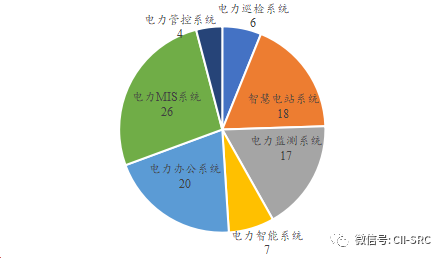 电力管控系统
4
电力巡检系统
6
智慧电站系统
18
电力监测系统
17
电力智能系统
7
电力办公系统
20
电力MIS系统
26
微信号: CII-SRC